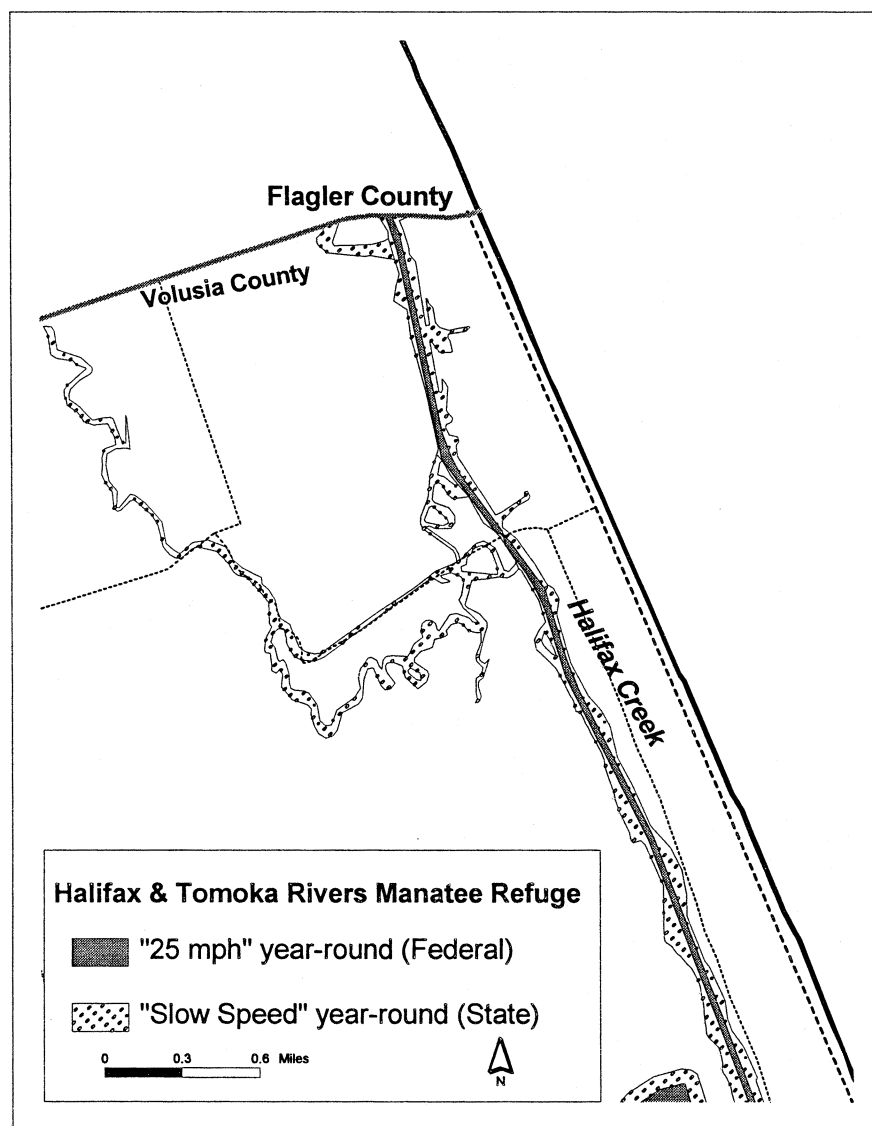 Flagler County
Volusia County
Halifax Creek
Halifax & Tomoka Rivers Manatee Refuge
"25 mph" year-round (Federal)
"Slow Speed" year-round (State)
0 0.3 0.6 Miles
N